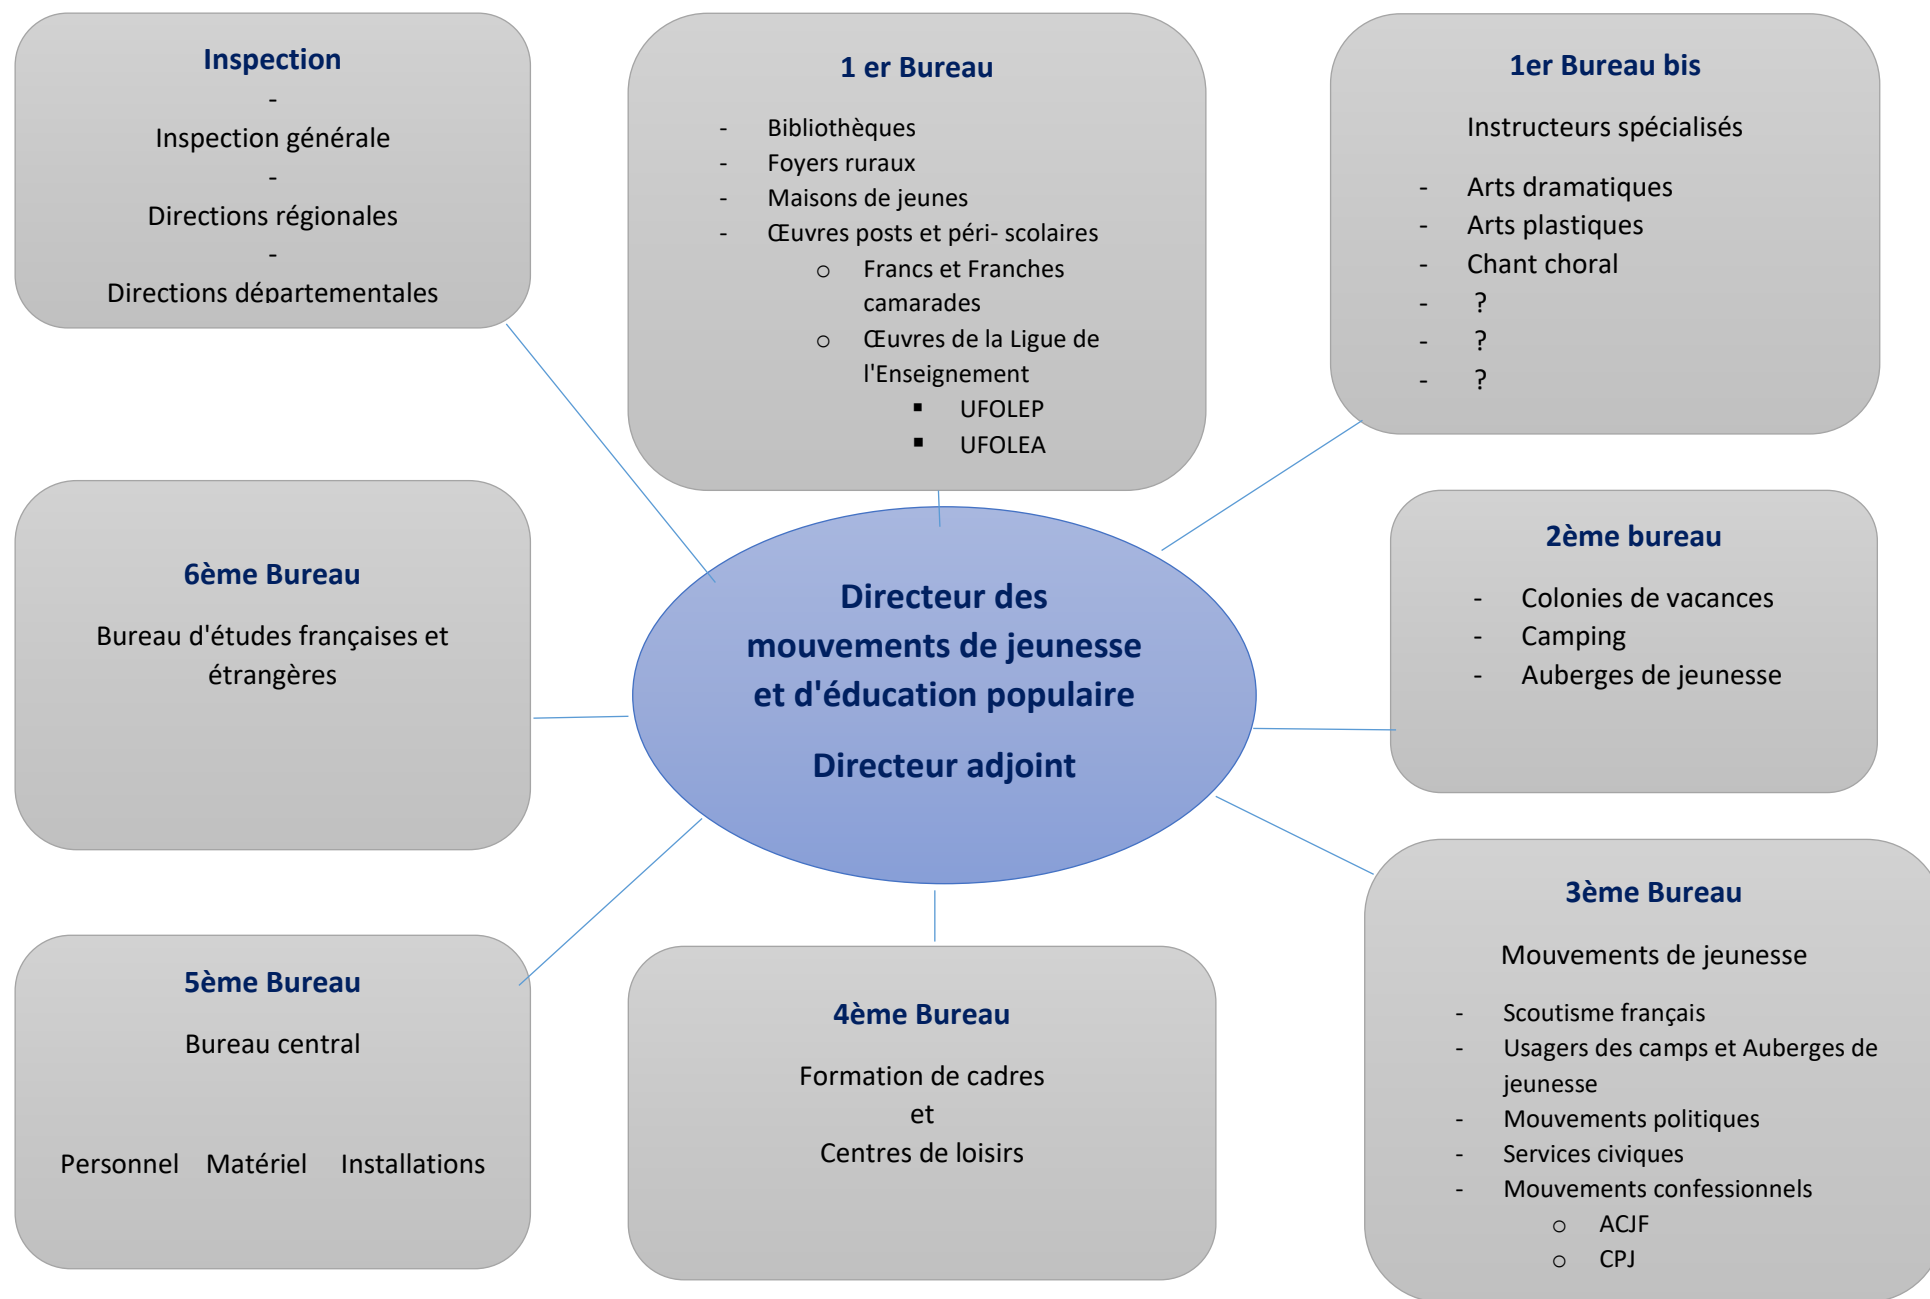 Inspection
-
Inspection générale
-
Directions régionales
-
Directions départementales
1 er Bureau
- Bibliothèques
- Foyers ruraux
- Maisons de jeunes
- Œuvres posts et péri- scolaires
o Francs et Franches
camarades
o Œuvres de la Ligue de
l'Enseignement
▪ UFOLEP
▪ UFOLEA
1er Bureau bis
Instructeurs spécialisés
- Arts dramatiques
- Arts plastiques
- Chant choral
- ?
- ?
- ?
6ème Bureau
Bureau d'études françaises et
étrangères
Directeur des
mouvements de jeunesse
et d'éducation populaire
Directeur adjoint
2ème bureau
- Colonies de vacances
- Camping
- Auberges de jeunesse
5ème Bureau
Bureau central
Personnel Matériel Installations
4ème Bureau
Formation de cadres
et
Centres de loisirs
3ème Bureau
Mouvements de jeunesse
- Scoutisme français
- Usagers des camps et Auberges de
jeunesse
- Mouvements politiques
- Services civiques
- Mouvements confessionnels
o ACJF
o CPJ